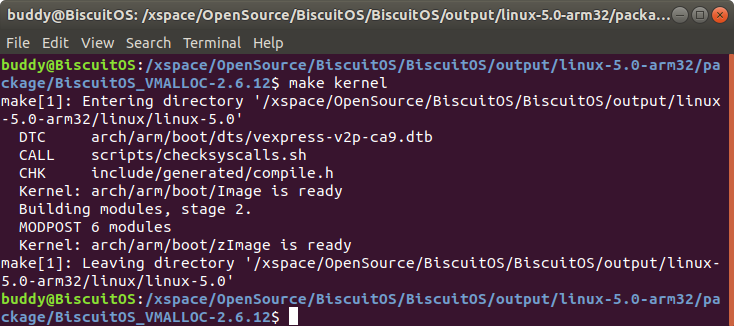 buddy@BiscuitOS: /xspace/OpenSource/BiscuitOS/BiscuitOS/output/linux-5.0-arm32/packa...
File Edit View Search Terminal Help
buddy@BiscuitOS:/xspace/OpenSource/BiscuitOS/BiscuitOS/output/linux-5.0-arm32/pa
ckage/BiscuitOS_VMALLOC-2.6.12$ make kernel
make[1]: Entering directory '/xspace/OpenSource/BiscuitOS/BiscuitOS/output/linux
-5.0-arm32/linux/linux-5.0'
  DTC     arch/arm/boot/dts/vexpress-v2p-ca9.dtb
  CALL    scripts/checksyscalls.sh
  CHK     include/generated/compile.h
  Kernel: arch/arm/boot/Image is ready
  Building modules, stage 2.
  MODPOST 6 modules
  Kernel: arch/arm/boot/zImage is ready
make[1]: Leaving directory '/xspace/OpenSource/BiscuitOS/BiscuitOS/output/linux-
5.0-arm32/linux/linux-5.0'
buddy@BiscuitOS:/xspace/OpenSource/BiscuitOS/BiscuitOS/output/linux-5.0-arm32/pa
ckage/BiscuitOS_VMALLOC-2.6.12$